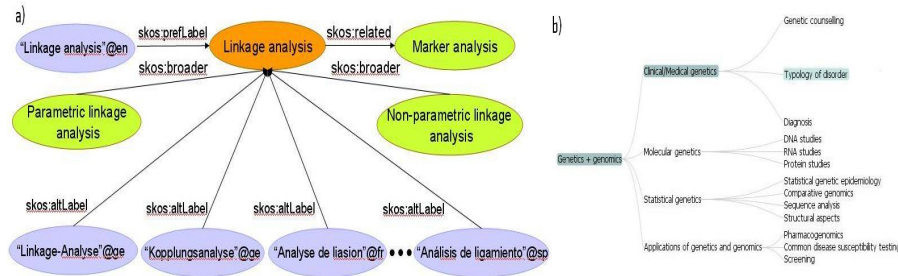 a)
skos:prefLabel
skos:related
"Linkage analysis"@en
Linkage analysis
Marker analysis
skos:broader
skos:broader
Parametric linkage
analysis
Non-parametric linkage
analysis
skos:altLabel
skos:altLabel
skos:altLabel
skos:altLabel
"Linkage-Analyse"@ge
"Kopplungsanalyse"@ge
"Analyse de liasion"@fr
"Análisis de ligamiento"@sp
b)
Genetics + genomics
Clinical/Medical genetics
Genetic counselling
Typology of disorder
Diagnosis
Molecular genetics
DNA studies
RNA studies
Protein studies
Statistical genetics
Statistical genetic epidemiology
Comparative genomics
Sequence analysis
Structural aspects
Applications of genetics and genomics
Pharmacogenomics
Common disease susceptibility testing
Screening